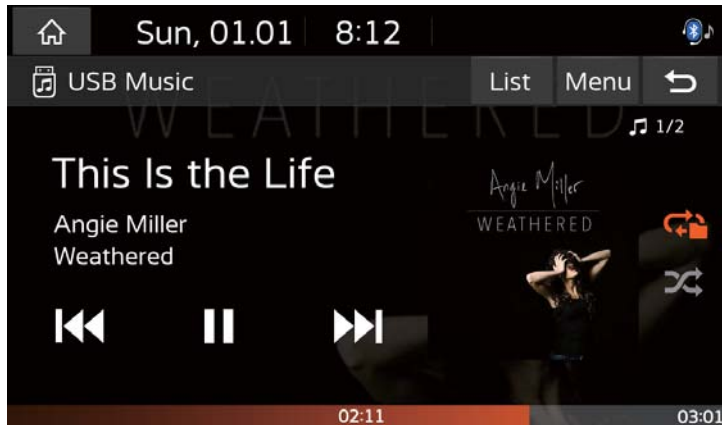 Sun, 01.01 8:12
USB Music List Menu
WEATHERED
1/2
This Is the Life
Angie Miller
WEATHERED
Angie Miller
Weathered
02:11 03:01